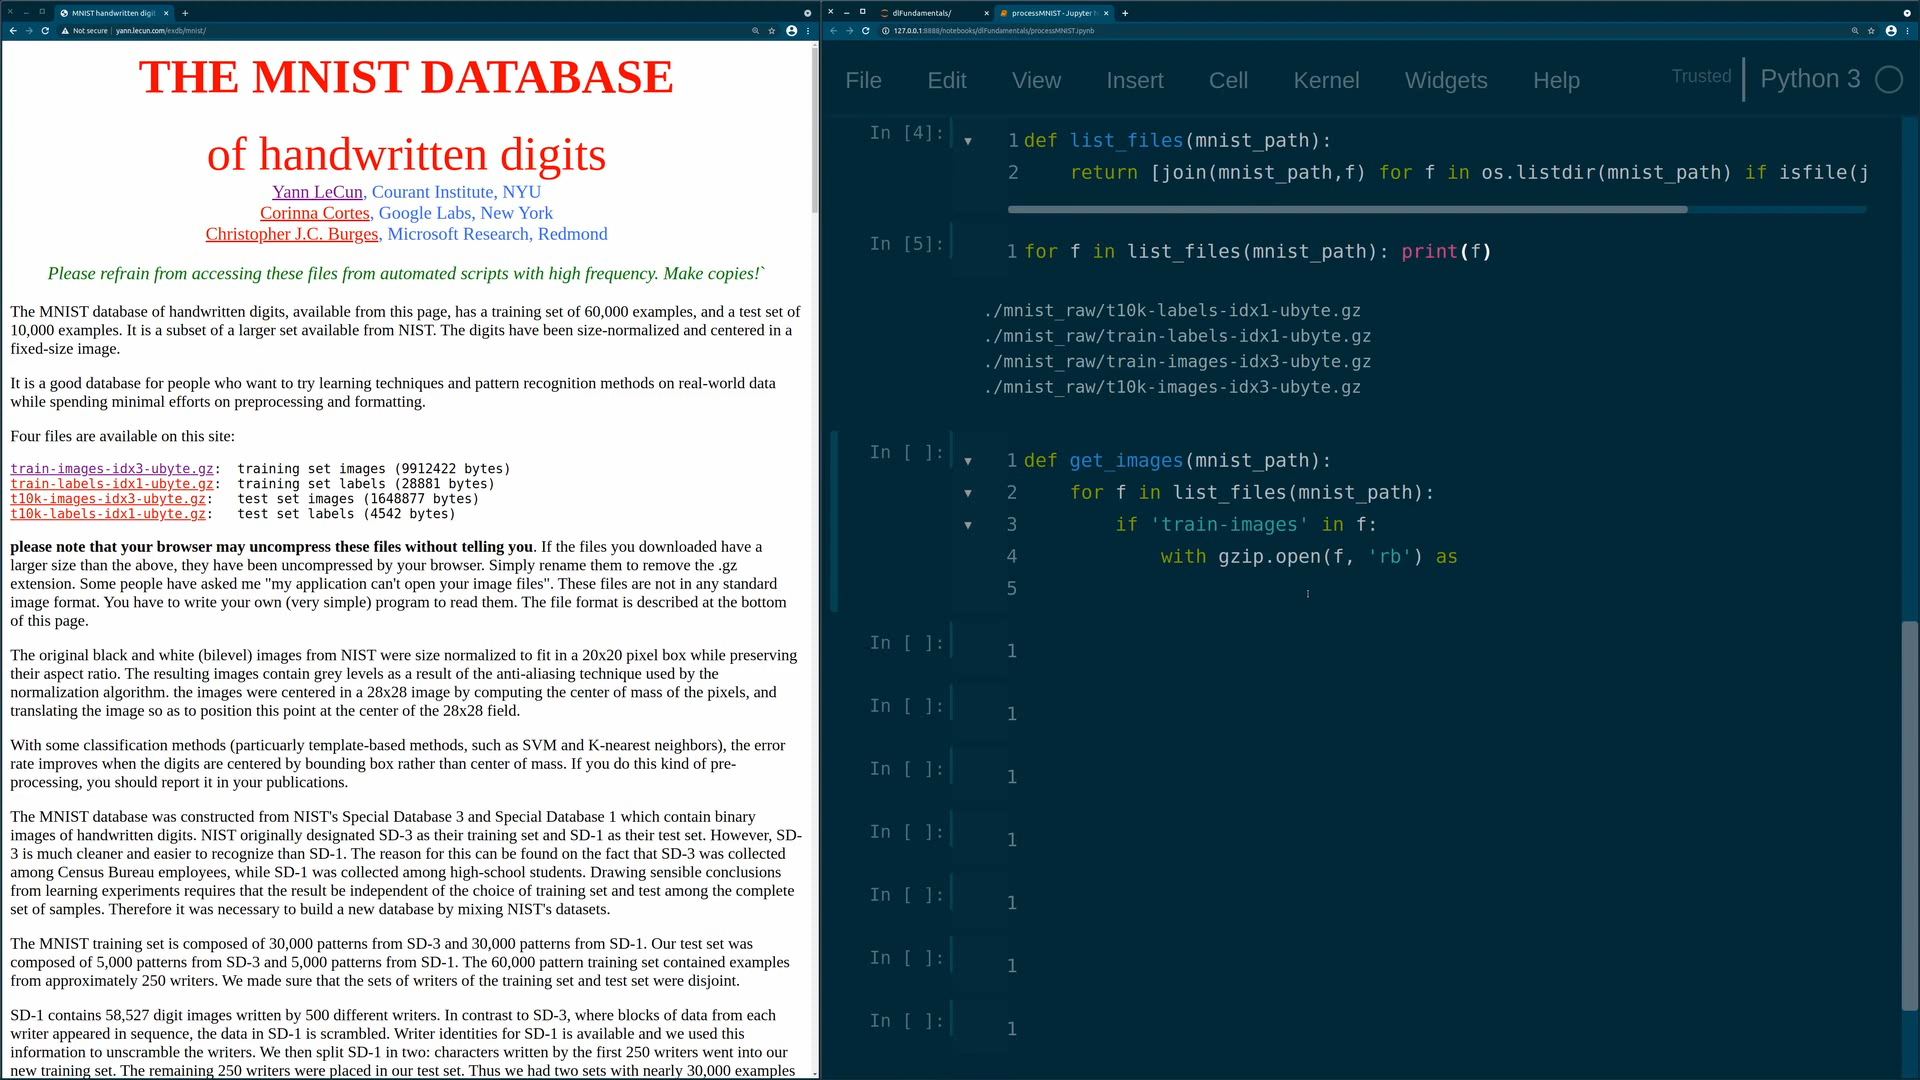 MNIST handwritten digi
Not secure | yann.lecun.com/exdb/mnist/
THE MNIST DATABASE
of handwritten digits
Yann LeCun, Courant Institute, NYU
Corinna Cortes, Google Labs, New York
Christopher J.C. Burges, Microsoft Research, Redmond
Please refrain from accessing these files from automated scripts with high frequency. Make copies!`
The MNIST database of handwritten digits, available from this page, has a training set of 60,000 examples, and a test set of
10,000 examples. It is a subset of a larger set available from NIST. The digits have been size-normalized and centered in a
fixed-size image.
It is a good database for people who want to try learning techniques and pattern recognition methods on real-world data
while spending minimal efforts on preprocessing and formatting.
Four files are available on this site:
train-images-idx3-ubyte.gz: training set images (9912422 bytes)
train-labels-idx1-ubyte.gz: training set labels (28881 bytes)
t10k-images-idx3-ubyte.gz: test set images (1648877 bytes)
t10k-labels-idx1-ubyte.gz: test set labels (4542 bytes)
please note that your browser may uncompress these files without telling you. If the files you downloaded have a
larger size than the above, they have been uncompressed by your browser. Simply rename them to remove the .gz
extension. Some people have asked me "my application can't open your image files". These files are not in any standard
image format. You have to write your own (very simple) program to read them. The file format is described at the bottom
of this page.
The original black and white (bilevel) images from NIST were size normalized to fit in a 20x20 pixel box while preserving
their aspect ratio. The resulting images contain grey levels as a result of the anti-aliasing technique used by the
normalization algorithm. the images were centered in a 28x28 image by computing the center of mass of the pixels, and
translating the image so as to position this point at the center of the 28x28 field.
With some classification methods (particuarly template-based methods, such as SVM and K-nearest neighbors), the error
rate improves when the digits are centered by bounding box rather than center of mass. If you do this kind of pre-
processing, you should report it in your publications.
The MNIST database was constructed from NIST's Special Database 3 and Special Database 1 which contain binary
images of handwritten digits. NIST originally designated SD-3 as their training set and SD-1 as their test set. However, SD-
3 is much cleaner and easier to recognize than SD-1. The reason for this can be found on the fact that SD-3 was collected
among Census Bureau employees, while SD-1 was collected among high-school students. Drawing sensible conclusions
from learning experiments requires that the result be independent of the choice of training set and test among the complete
set of samples. Therefore it was necessary to build a new database by mixing NIST's datasets.
The MNIST training set is composed of 30,000 patterns from SD-3 and 30,000 patterns from SD-1. Our test set was
composed of 5,000 patterns from SD-3 and 5,000 patterns from SD-1. The 60,000 pattern training set contained examples
from approximately 250 writers. We made sure that the sets of writers of the training set and test set were disjoint.
SD-1 contains 58,527 digit images written by 500 different writers. In contrast to SD-3, where blocks of data from each
writer appeared in sequence, the data in SD-1 is scrambled. Writer identities for SD-1 is available and we used this
information to unscramble the writers. We then split SD-1 in two: characters written by the first 250 writers went into our
new training set. The remaining 250 writers were placed in our test set. Thus we had two sets with nearly 30,000 examples
dlFundamentals/
processMNIST - Jupyter
127.0.0.1:8888/notebooks/dlFundamentals/processMNIST.ipynb
File Edit View Insert Cell Kernel Widgets Help Trusted Python 3
In [4]: 1 def list_files(mnist_path):
2 return [join(mnist_path,f) for f in os.listdir(mnist_path) if isfile(j
In [5]: 1 for f in list_files(mnist_path): print(f)
./mnist_raw/t10k-labels-idx1-ubyte.gz
./mnist_raw/train-labels-idx1-ubyte.gz
./mnist_raw/train-images-idx3-ubyte.gz
./mnist_raw/t10k-images-idx3-ubyte.gz
In [ ]: 1 def get_images(mnist_path):
2 for f in list_files(mnist_path):
3 if 'train-images' in f:
4 with gzip.open(f, 'rb') as
5
In [ ]: 1
In [ ]: 1
In [ ]: 1
In [ ]: 1
In [ ]: 1
In [ ]: 1
In [ ]: 1